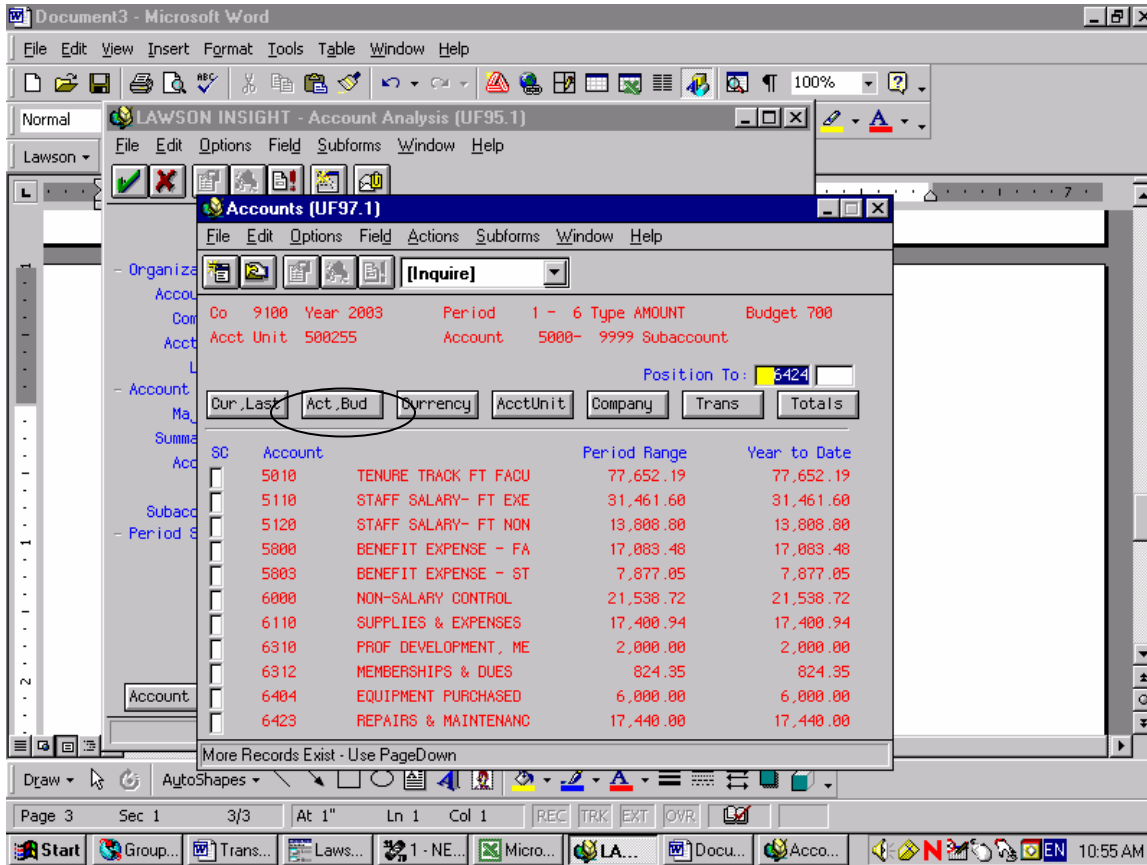 Document3 - Microsoft Word
File Edit View Insert Format Tools Table Window Help
100%
Normal
LAWSON INSIGHT - Account Analysis (UF95.1)
Lawson
File Edit Options Field Subforms Window Help
Accounts (UF97.1)
File Edit Options Field Actions Subforms Window Help
[Inquire]
Organiza
Accou
Com
Acct
L
Account
Ma
Summa
Acc
Subacc
Period S
Account
Co 9100 Year 2003 Period 1 - 6 Type AMOUNT Budget 700
Acct Unit 500255 Account 5000- 9999 Subaccount
Position To: 6424
Cur,Last Act,Bud Currency AcctUnit Company Trans Totals
SC Account Period Range Year to Date
5010 TENURE TRACK FT FACU 77,652.19 77,652.19
5110 STAFF SALARY- FT EXE 31,461.60 31,461.60
5120 STAFF SALARY- FT NON 13,808.80 13,808.80
5800 BENEFIT EXPENSE - FA 17,083.48 17,083.48
5803 BENEFIT EXPENSE - ST 7,877.05 7,877.05
6000 NON-SALARY CONTROL 21,538.72 21,538.72
6110 SUPPLIES & EXPENSES 17,400.94 17,400.94
6310 PROF DEVELOPMENT, ME 2,000.00 2,000.00
6312 MEMBERSHIPS & DUES 824.35 824.35
6404 EQUIPMENT PURCHASED 6,000.00 6,000.00
6423 REPAIRS & MAINTENANC 17,440.00 17,440.00
More Records Exist - Use PageDown
Draw AutoShapes
Page 3 Sec 1 3/3 At 1" Ln 1 Col 1 REC TRK EXT OVR
Start Group... Trans... Laws... 1 - NE... Micro... LA... Docu... Acco... EN 10:55 AM